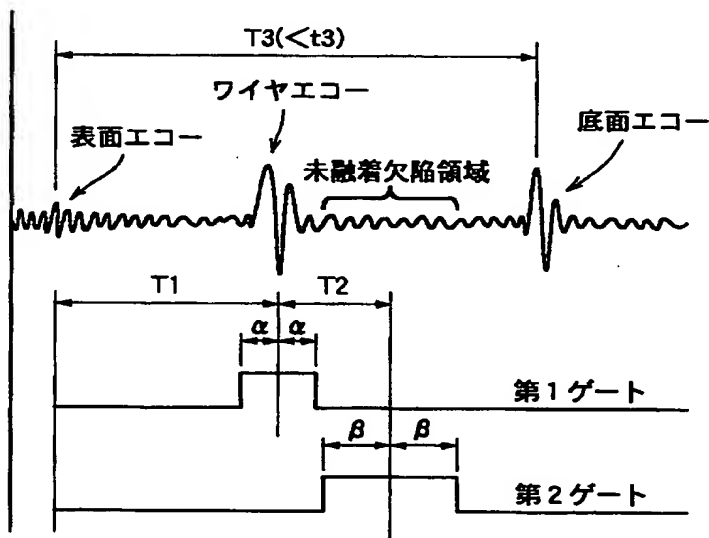 T3(<t3)
ワイヤエコー
表面エコー
底面エコー
未融着欠陥領域
T1
T2
α
α
第1ゲート
β
β
第2ゲート